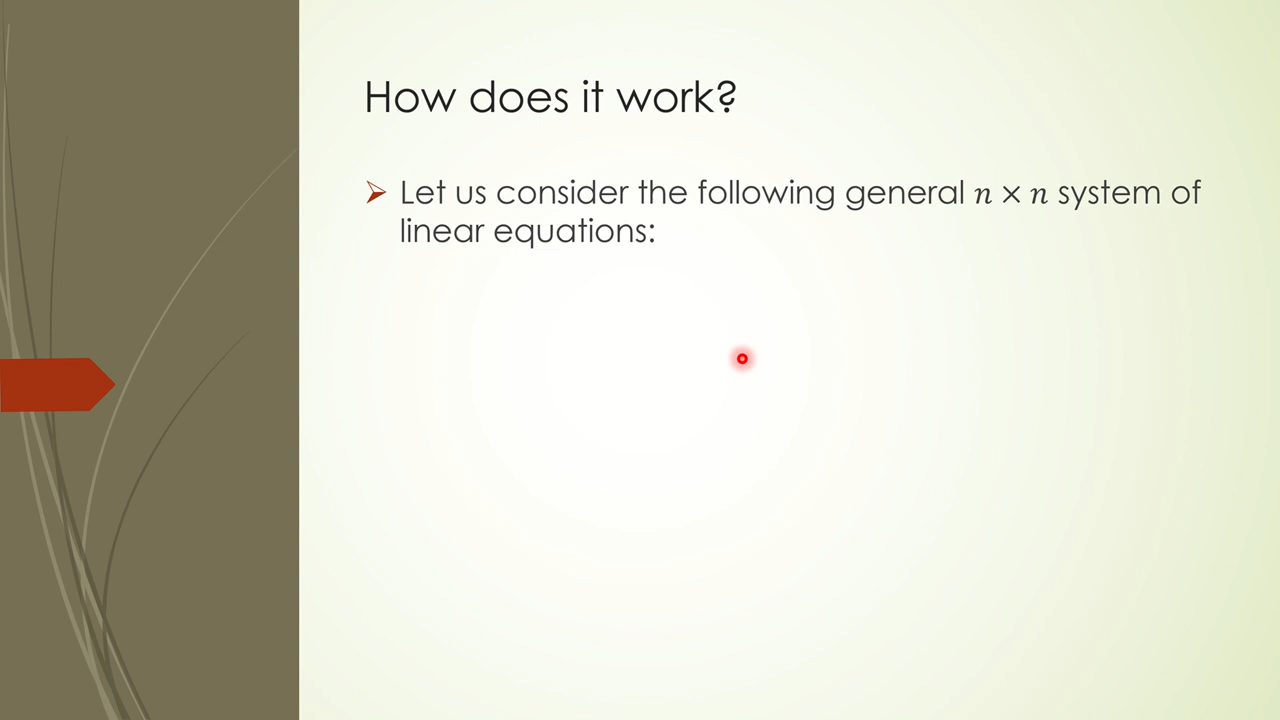 How does it work?
Let us consider the following general 𝑛 × 𝑛 system of
linear equations: